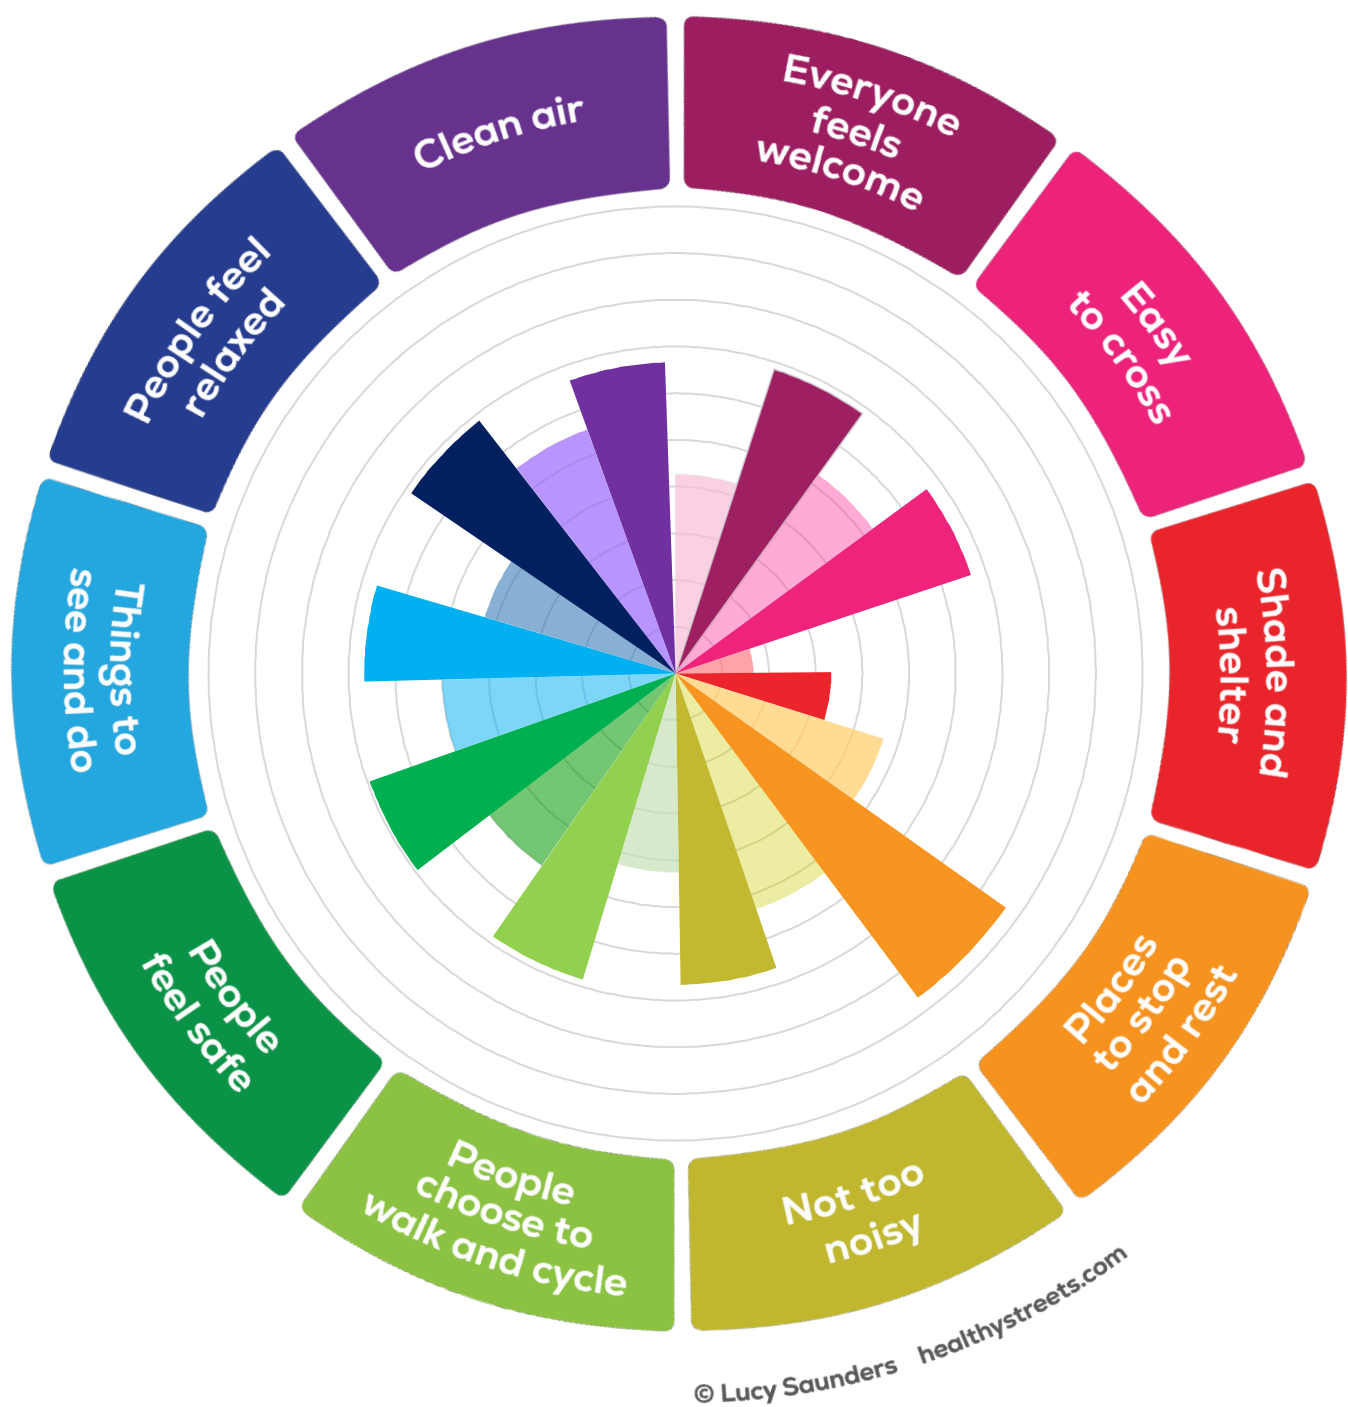 Clean air
Everyone
feels
welcome
Easy
to cross
Shade and
shelter
Places
to stop
and rest
Not too
noisy
People
choose to
walk and cycle
People
feel safe
Things to
see and do
People feel
relaxed
© Lucy Saunders healthystreets.com